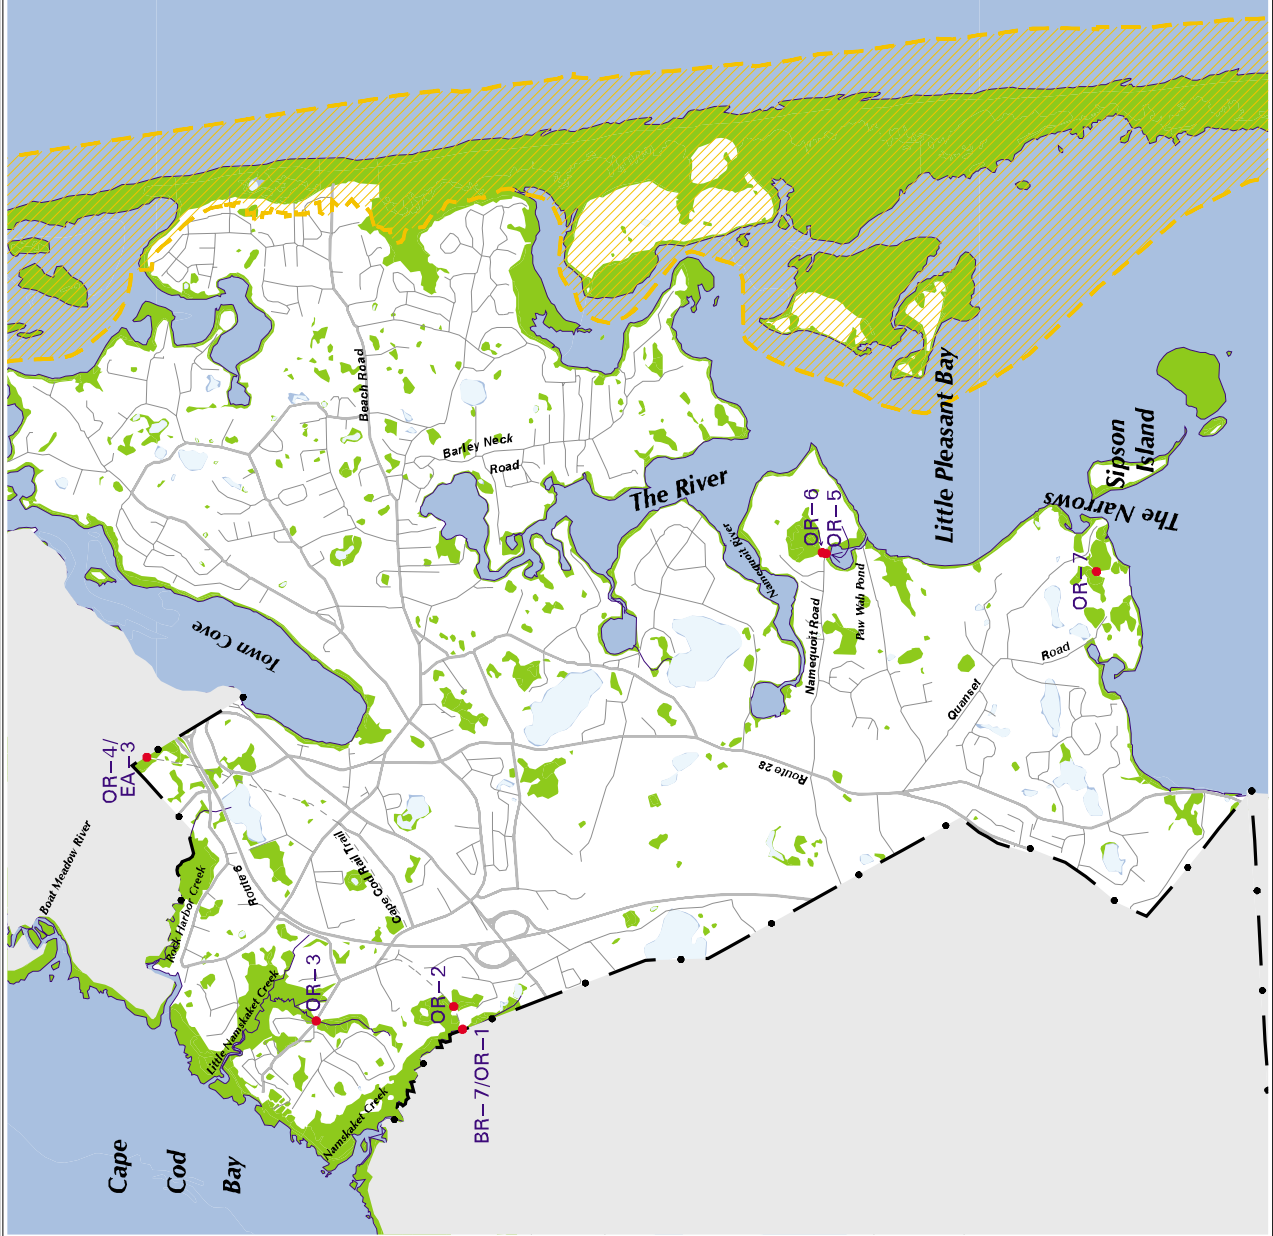 Beach Road
Barley Neck
Road
The River
Little Pleasant Bay
Sipson
Island
The Narrows
Town Cove
Namequoit River
OR-6
OR-5
Namequoit Road
Paw Wah Pond
OR-7
Quanset
Road
Route 28
OR-4/
EA-3
Boat Meadow River
Rock Harbor Creek
Route 6
Cape Cod Rail Trail
Little Namskaket Creek
OR-3
OR-2
BR-7/OR-1
Namskaket Creek
Cape
Cod
Bay